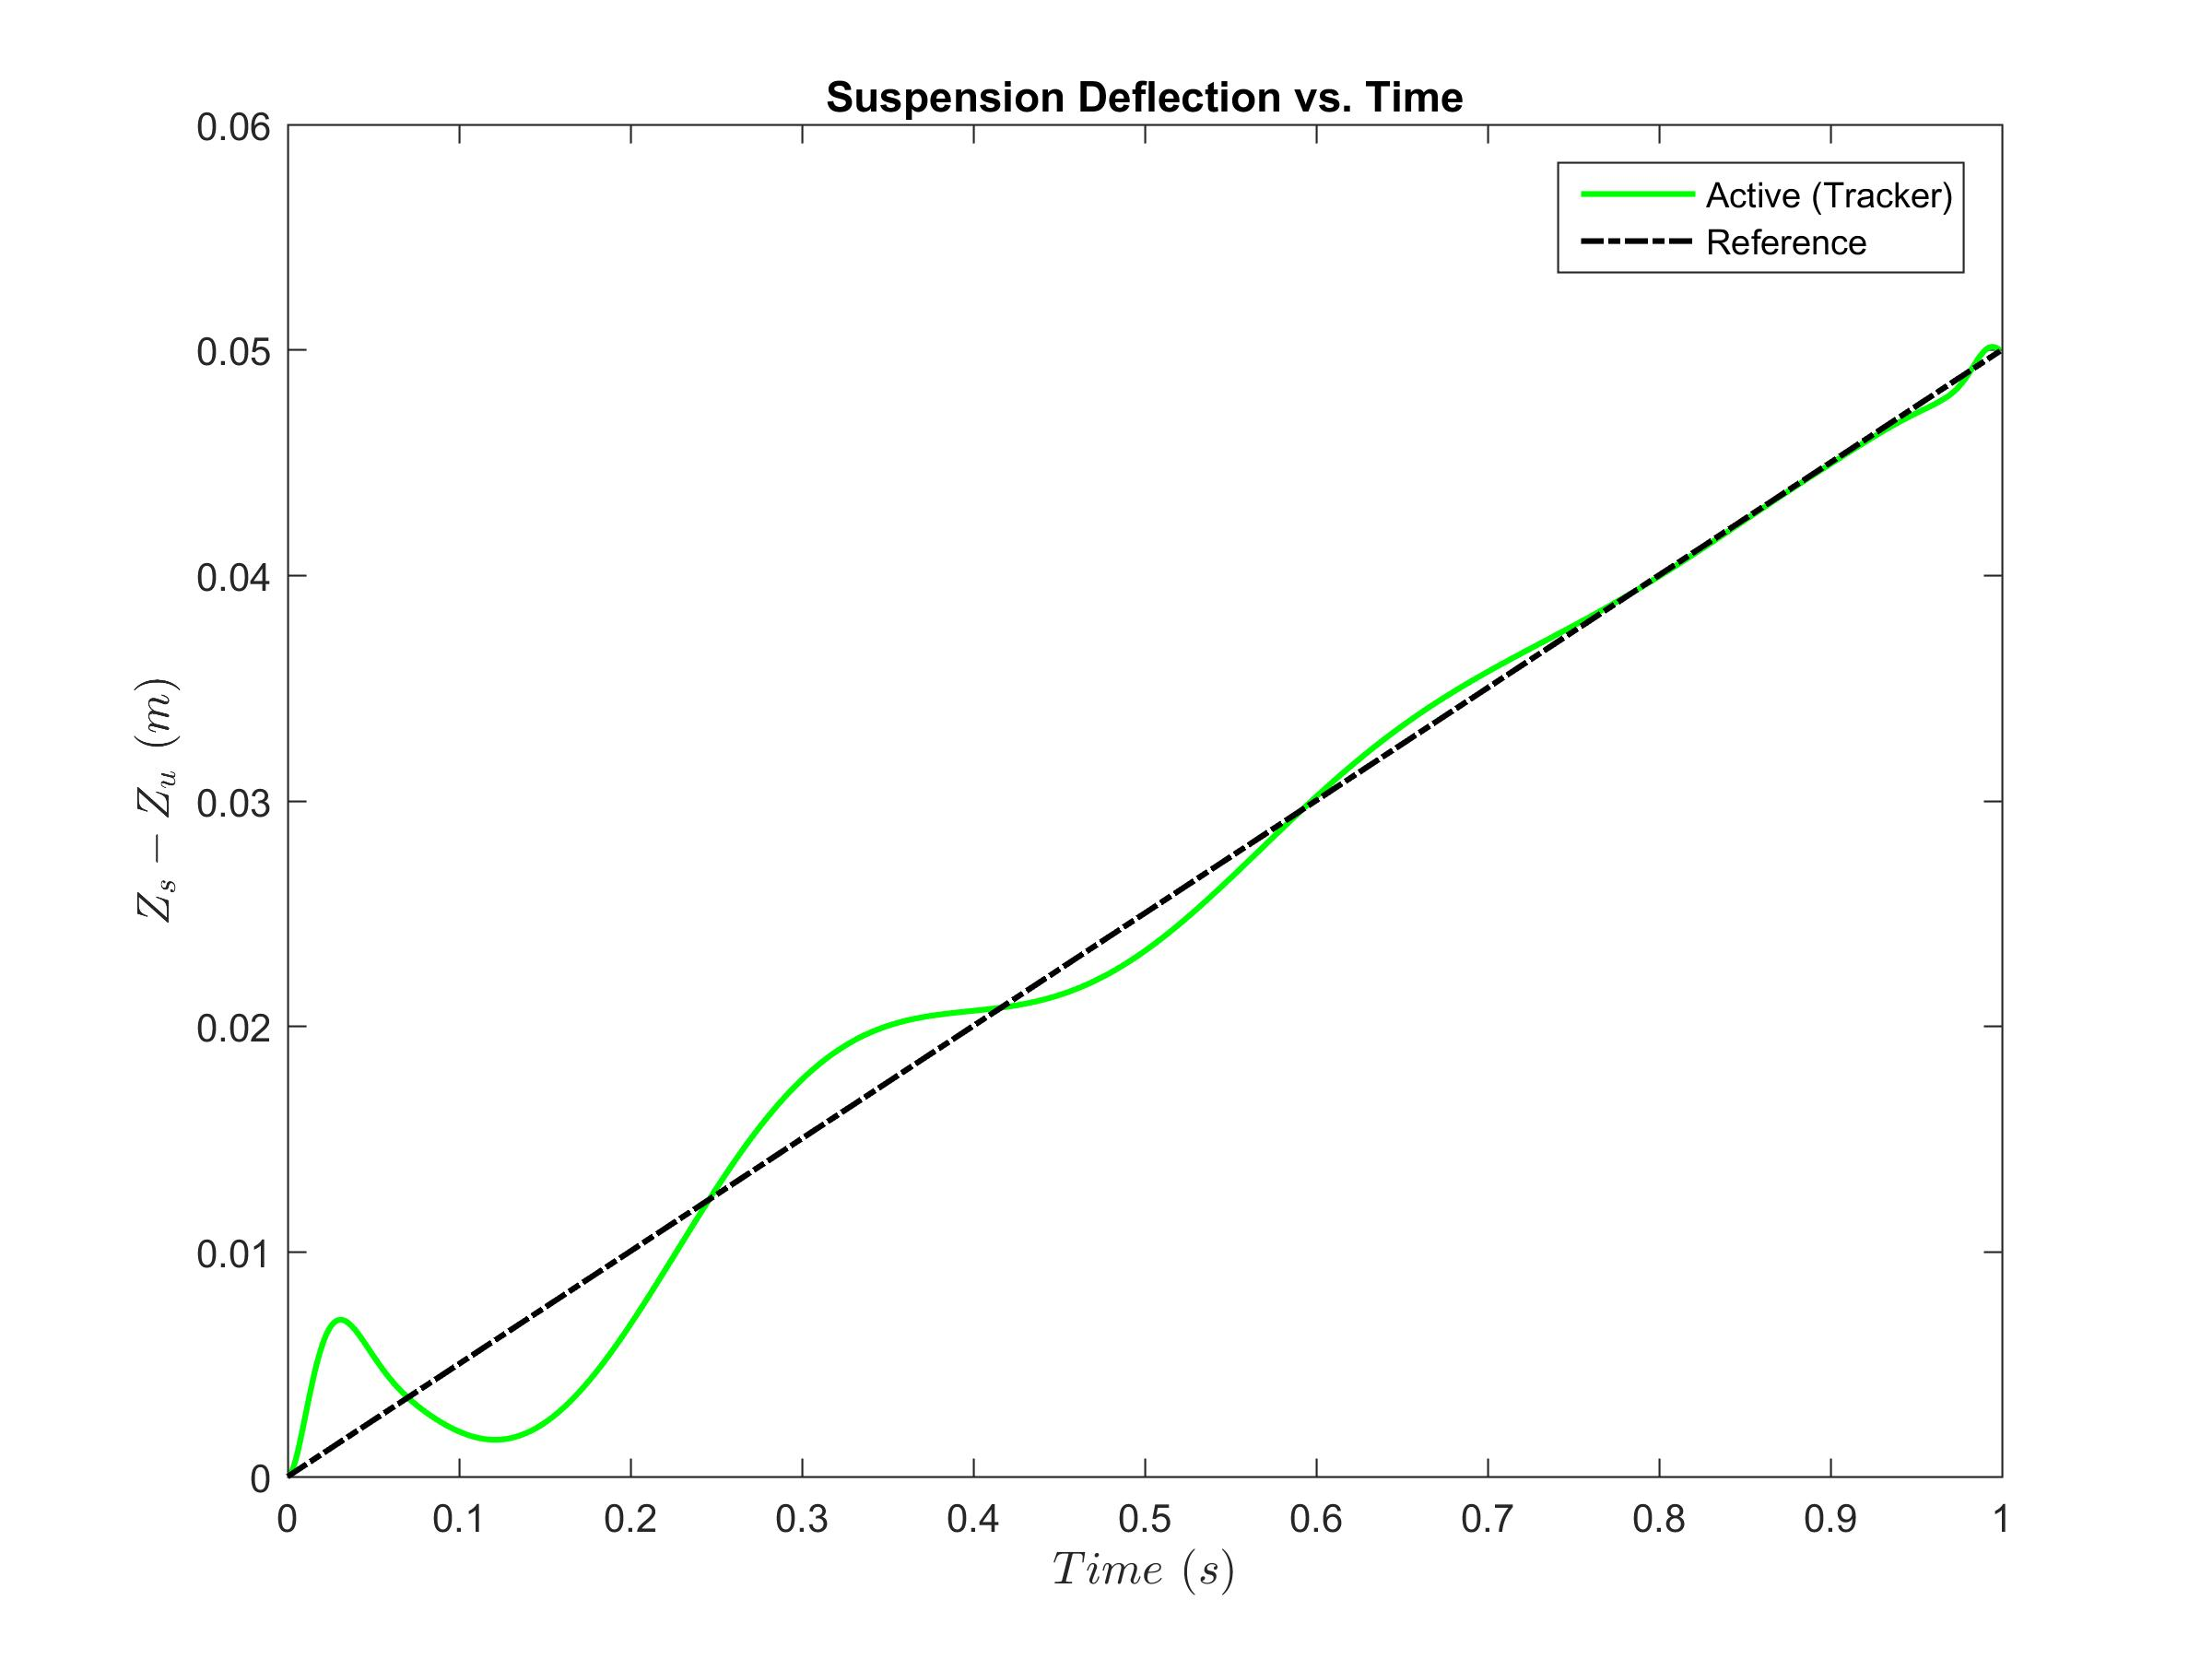 Suspension Deflection vs. Time
0.06
0.05
0.04
0.03
0.02
0.01
0
Z_s − Z_u (m)
Active (Tracker)
Reference
0 0.1 0.2 0.3 0.4 0.5 0.6 0.7 0.8 0.9 1
Time (s)